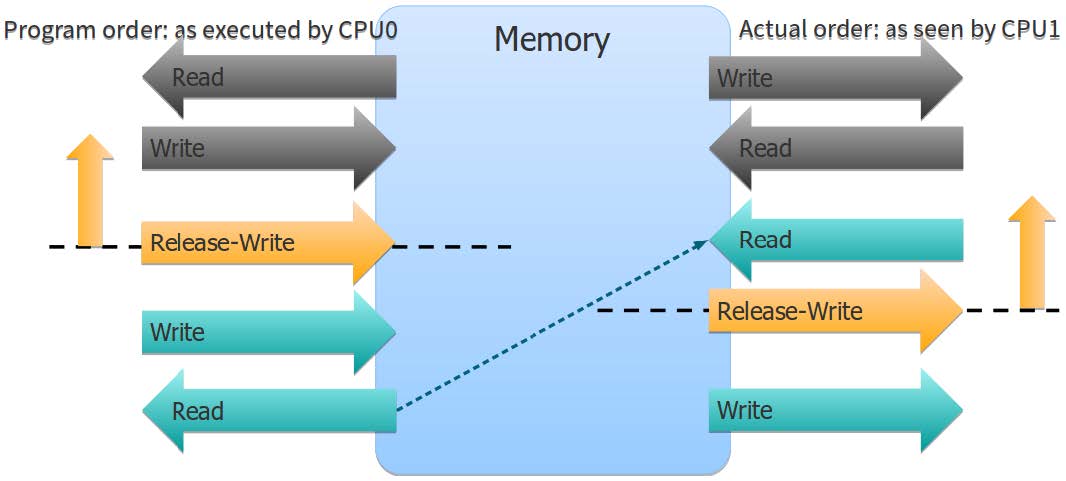 Program order: as executed by CPU0
Memory
Actual order: as seen by CPU1
Read
Write
Write
Read
Release-Write
Read
Write
Release-Write
Read
Write